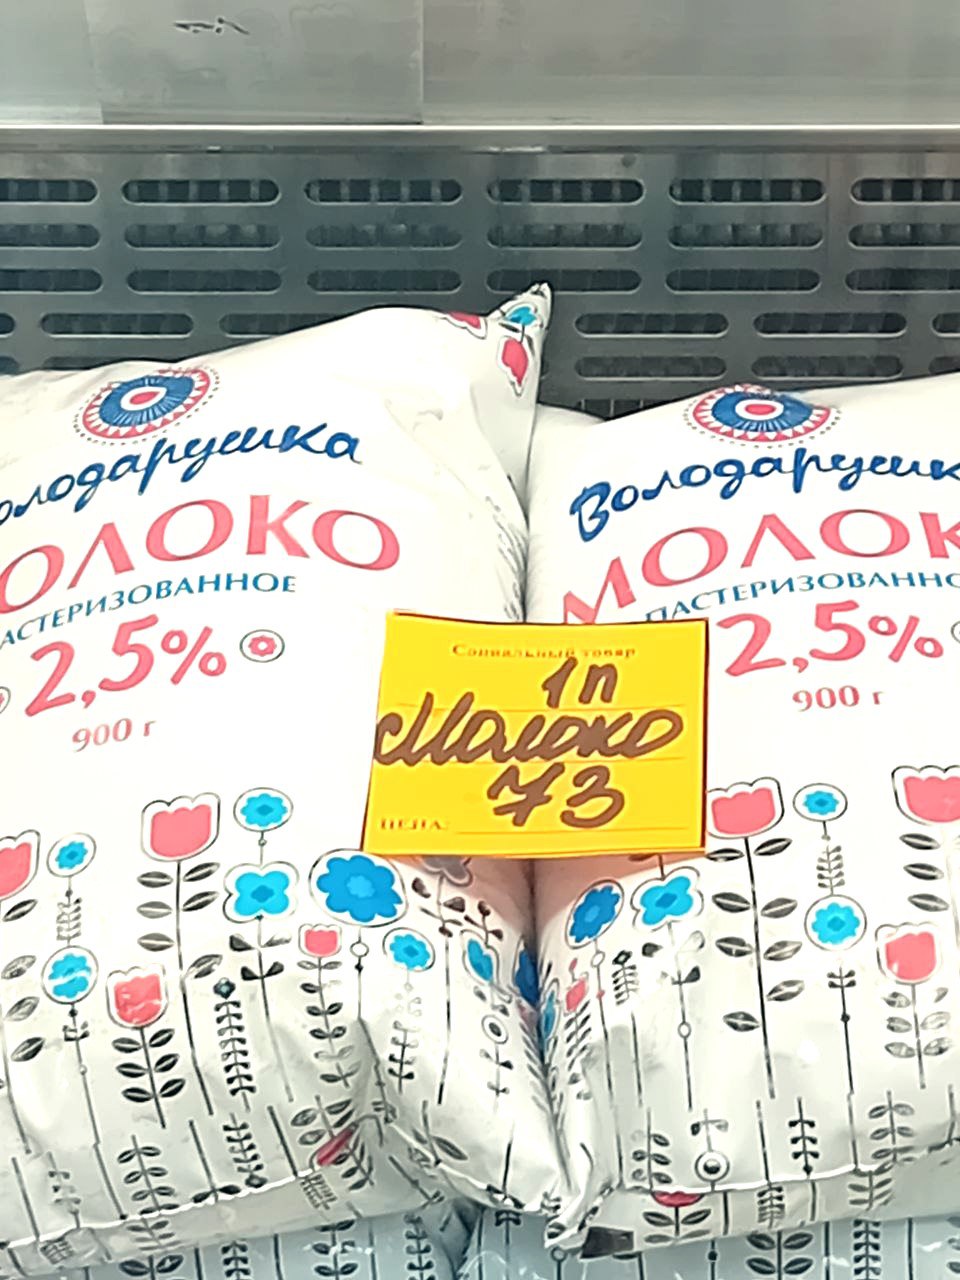 Володарушка
МОЛОКО
ПАСТЕРИЗОВАННОЕ
2,5%
900 г
Володарушка
МОЛОКО
ПАСТЕРИЗОВАННОЕ
2,5%
900 г
Социальный товар
1п
Молоко
73
ЦЕНА: